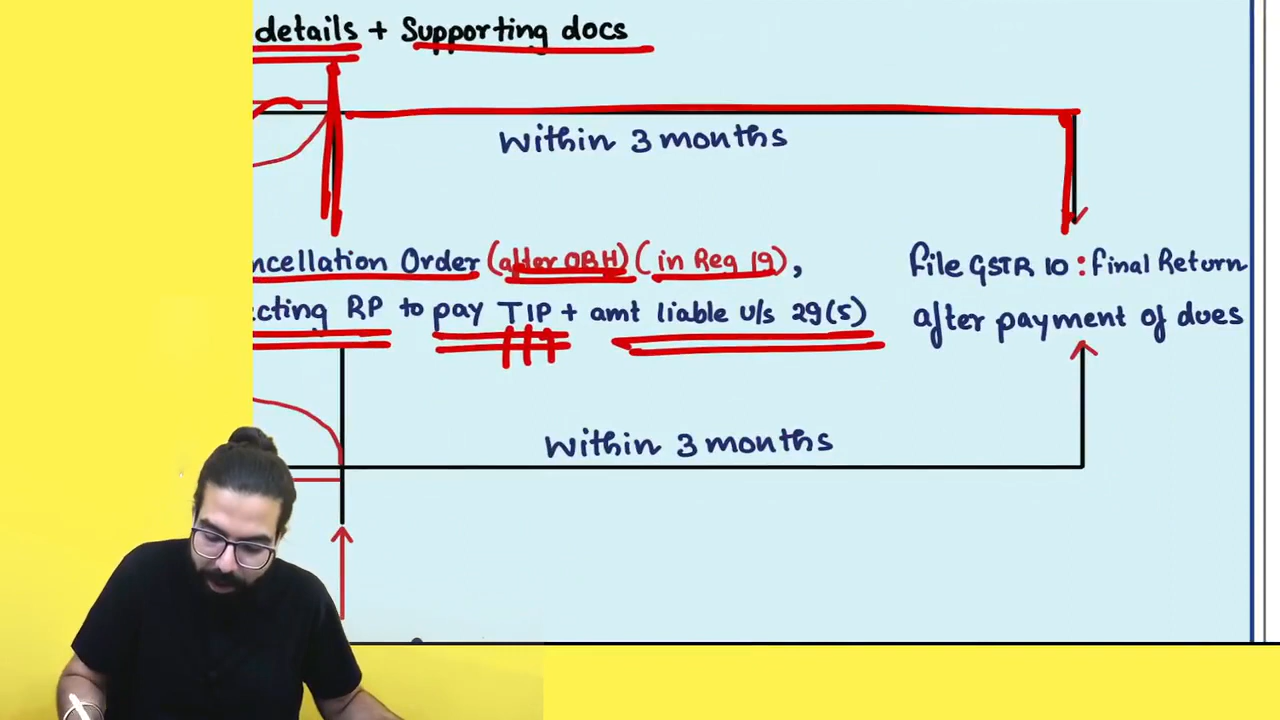 details + Supporting docs
Within 3 months
ncellation Order (after OBH) (in Reg 19),
cting RP to pay TIP + amt liable u/s 29(5)
File GSTR 10 : Final Return
after payment of dues
Within 3 months